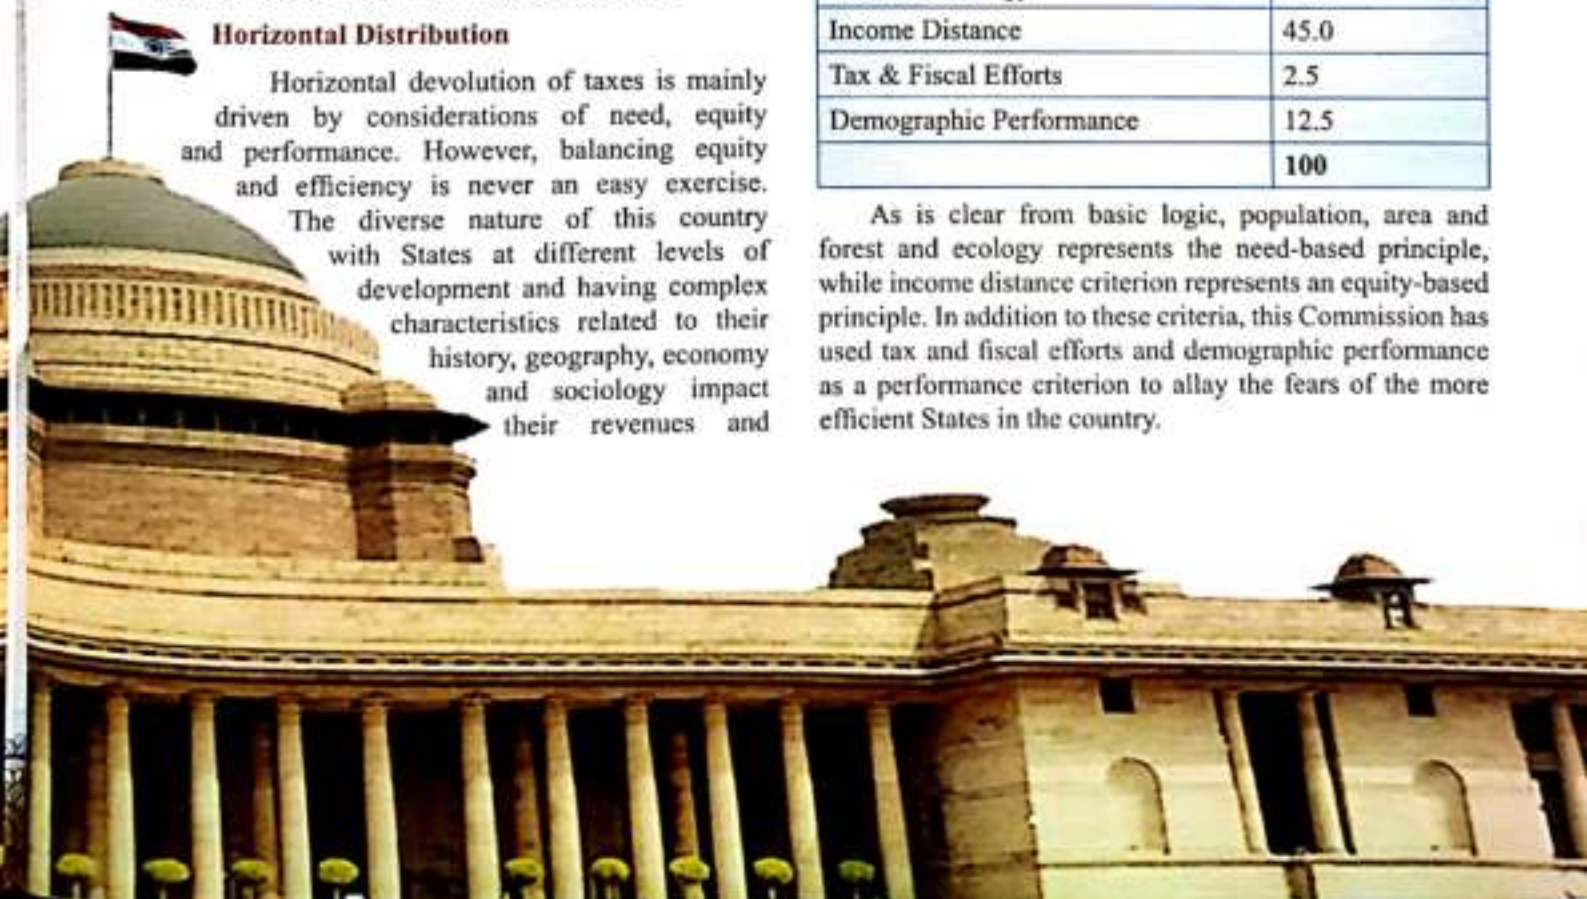 Horizontal Distribution
Horizontal devolution of taxes is mainly
driven by considerations of need, equity
and performance. However, balancing equity
and efficiency is never an easy exercise.
The diverse nature of this country
with States at different levels of
development and having complex
characteristics related to their
history, geography, economy
and sociology impact
their revenues and
Income Distance 45.0
Tax & Fiscal Efforts 2.5
Demographic Performance 12.5
100
As is clear from basic logic, population, area and
forest and ecology represents the need-based principle,
while income distance criterion represents an equity-based
principle. In addition to these criteria, this Commission has
used tax and fiscal efforts and demographic performance
as a performance criterion to allay the fears of the more
efficient States in the country.